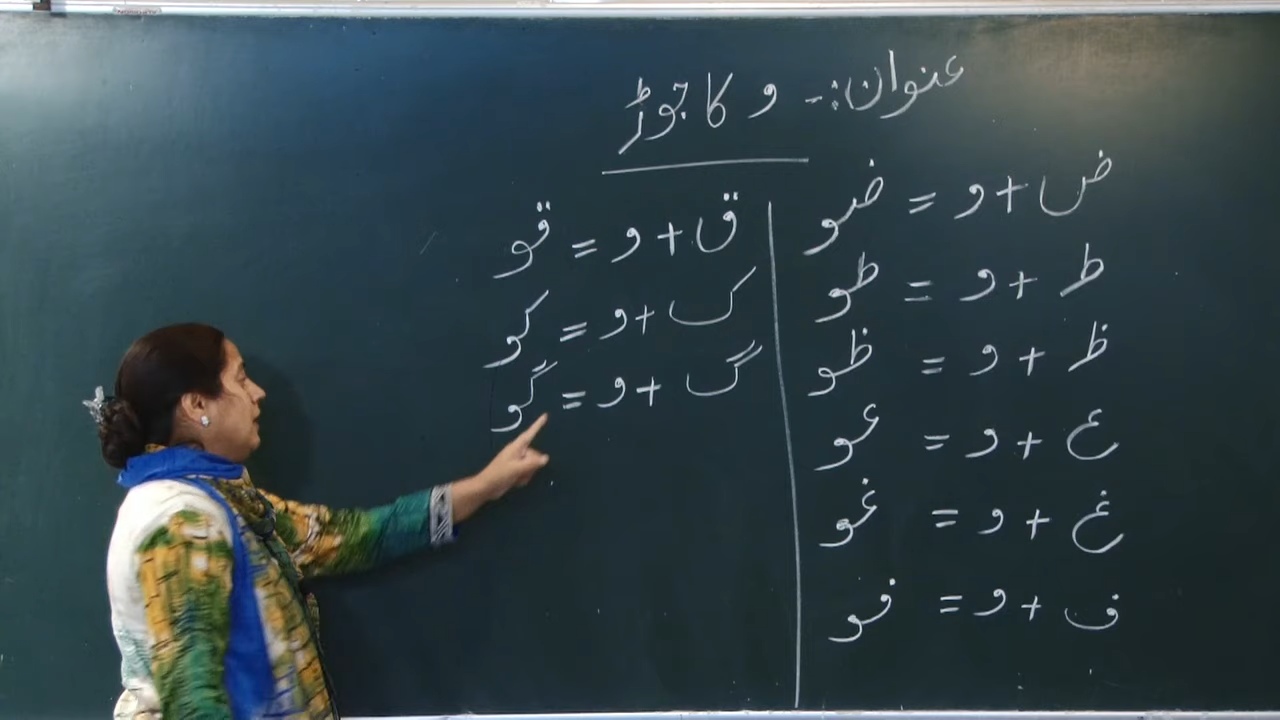 عنوان:- و کا جوڑ
ض + و = ضو
ط + و = طو
ظ + و = ظو
ع + و = عو
غ + و = غو
ف + و = فو
ق + و = قو
ک + و = کو
گ + و = گو